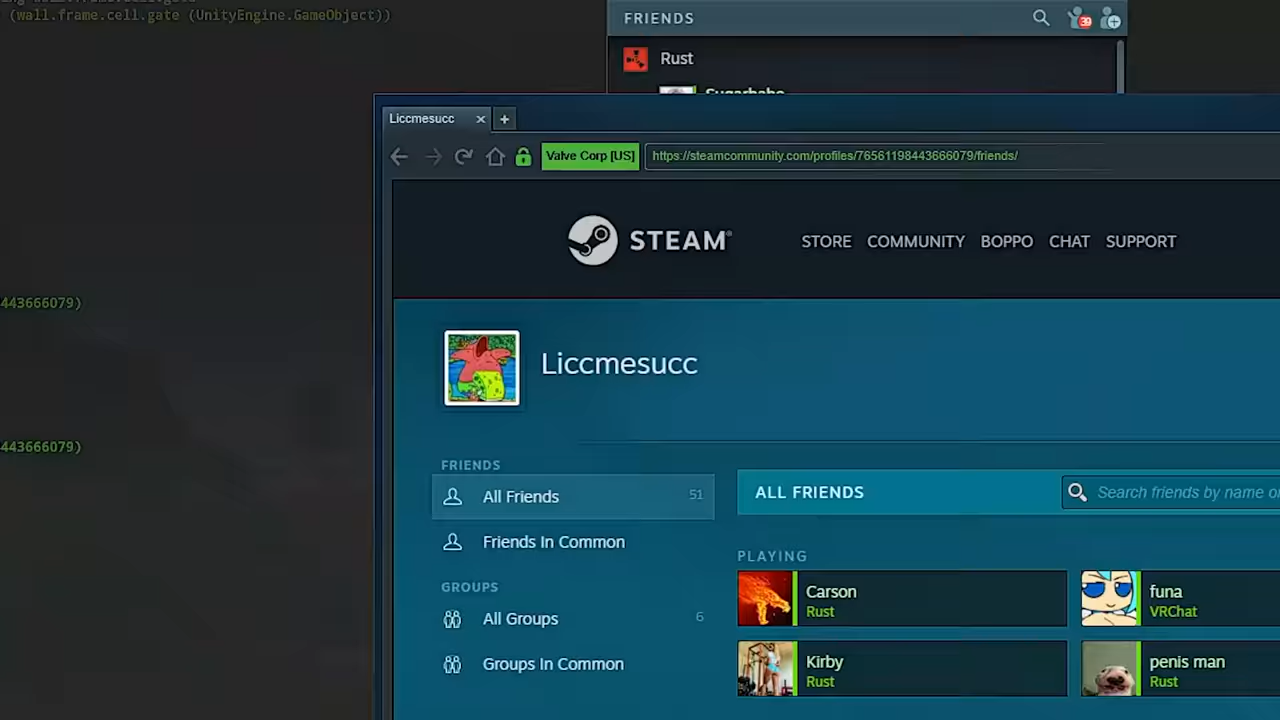 (wall.frame.cell.gate (UnityEngine.GameObject))
FRIENDS
39
Rust
Sugarbabe
Liccmesucc
Valve Corp [US]
https://steamcommunity.com/profiles/76561198443666079/friends/
STEAM®
STORE COMMUNITY BOPPO CHAT SUPPORT
443666079)
Liccmesucc
443666079)
FRIENDS
All Friends 51
ALL FRIENDS
Search friends by name or
Friends In Common
PLAYING
GROUPS
Carson
Rust
funa
VRChat
All Groups 6
Groups In Common
Kirby
Rust
penis man
Rust